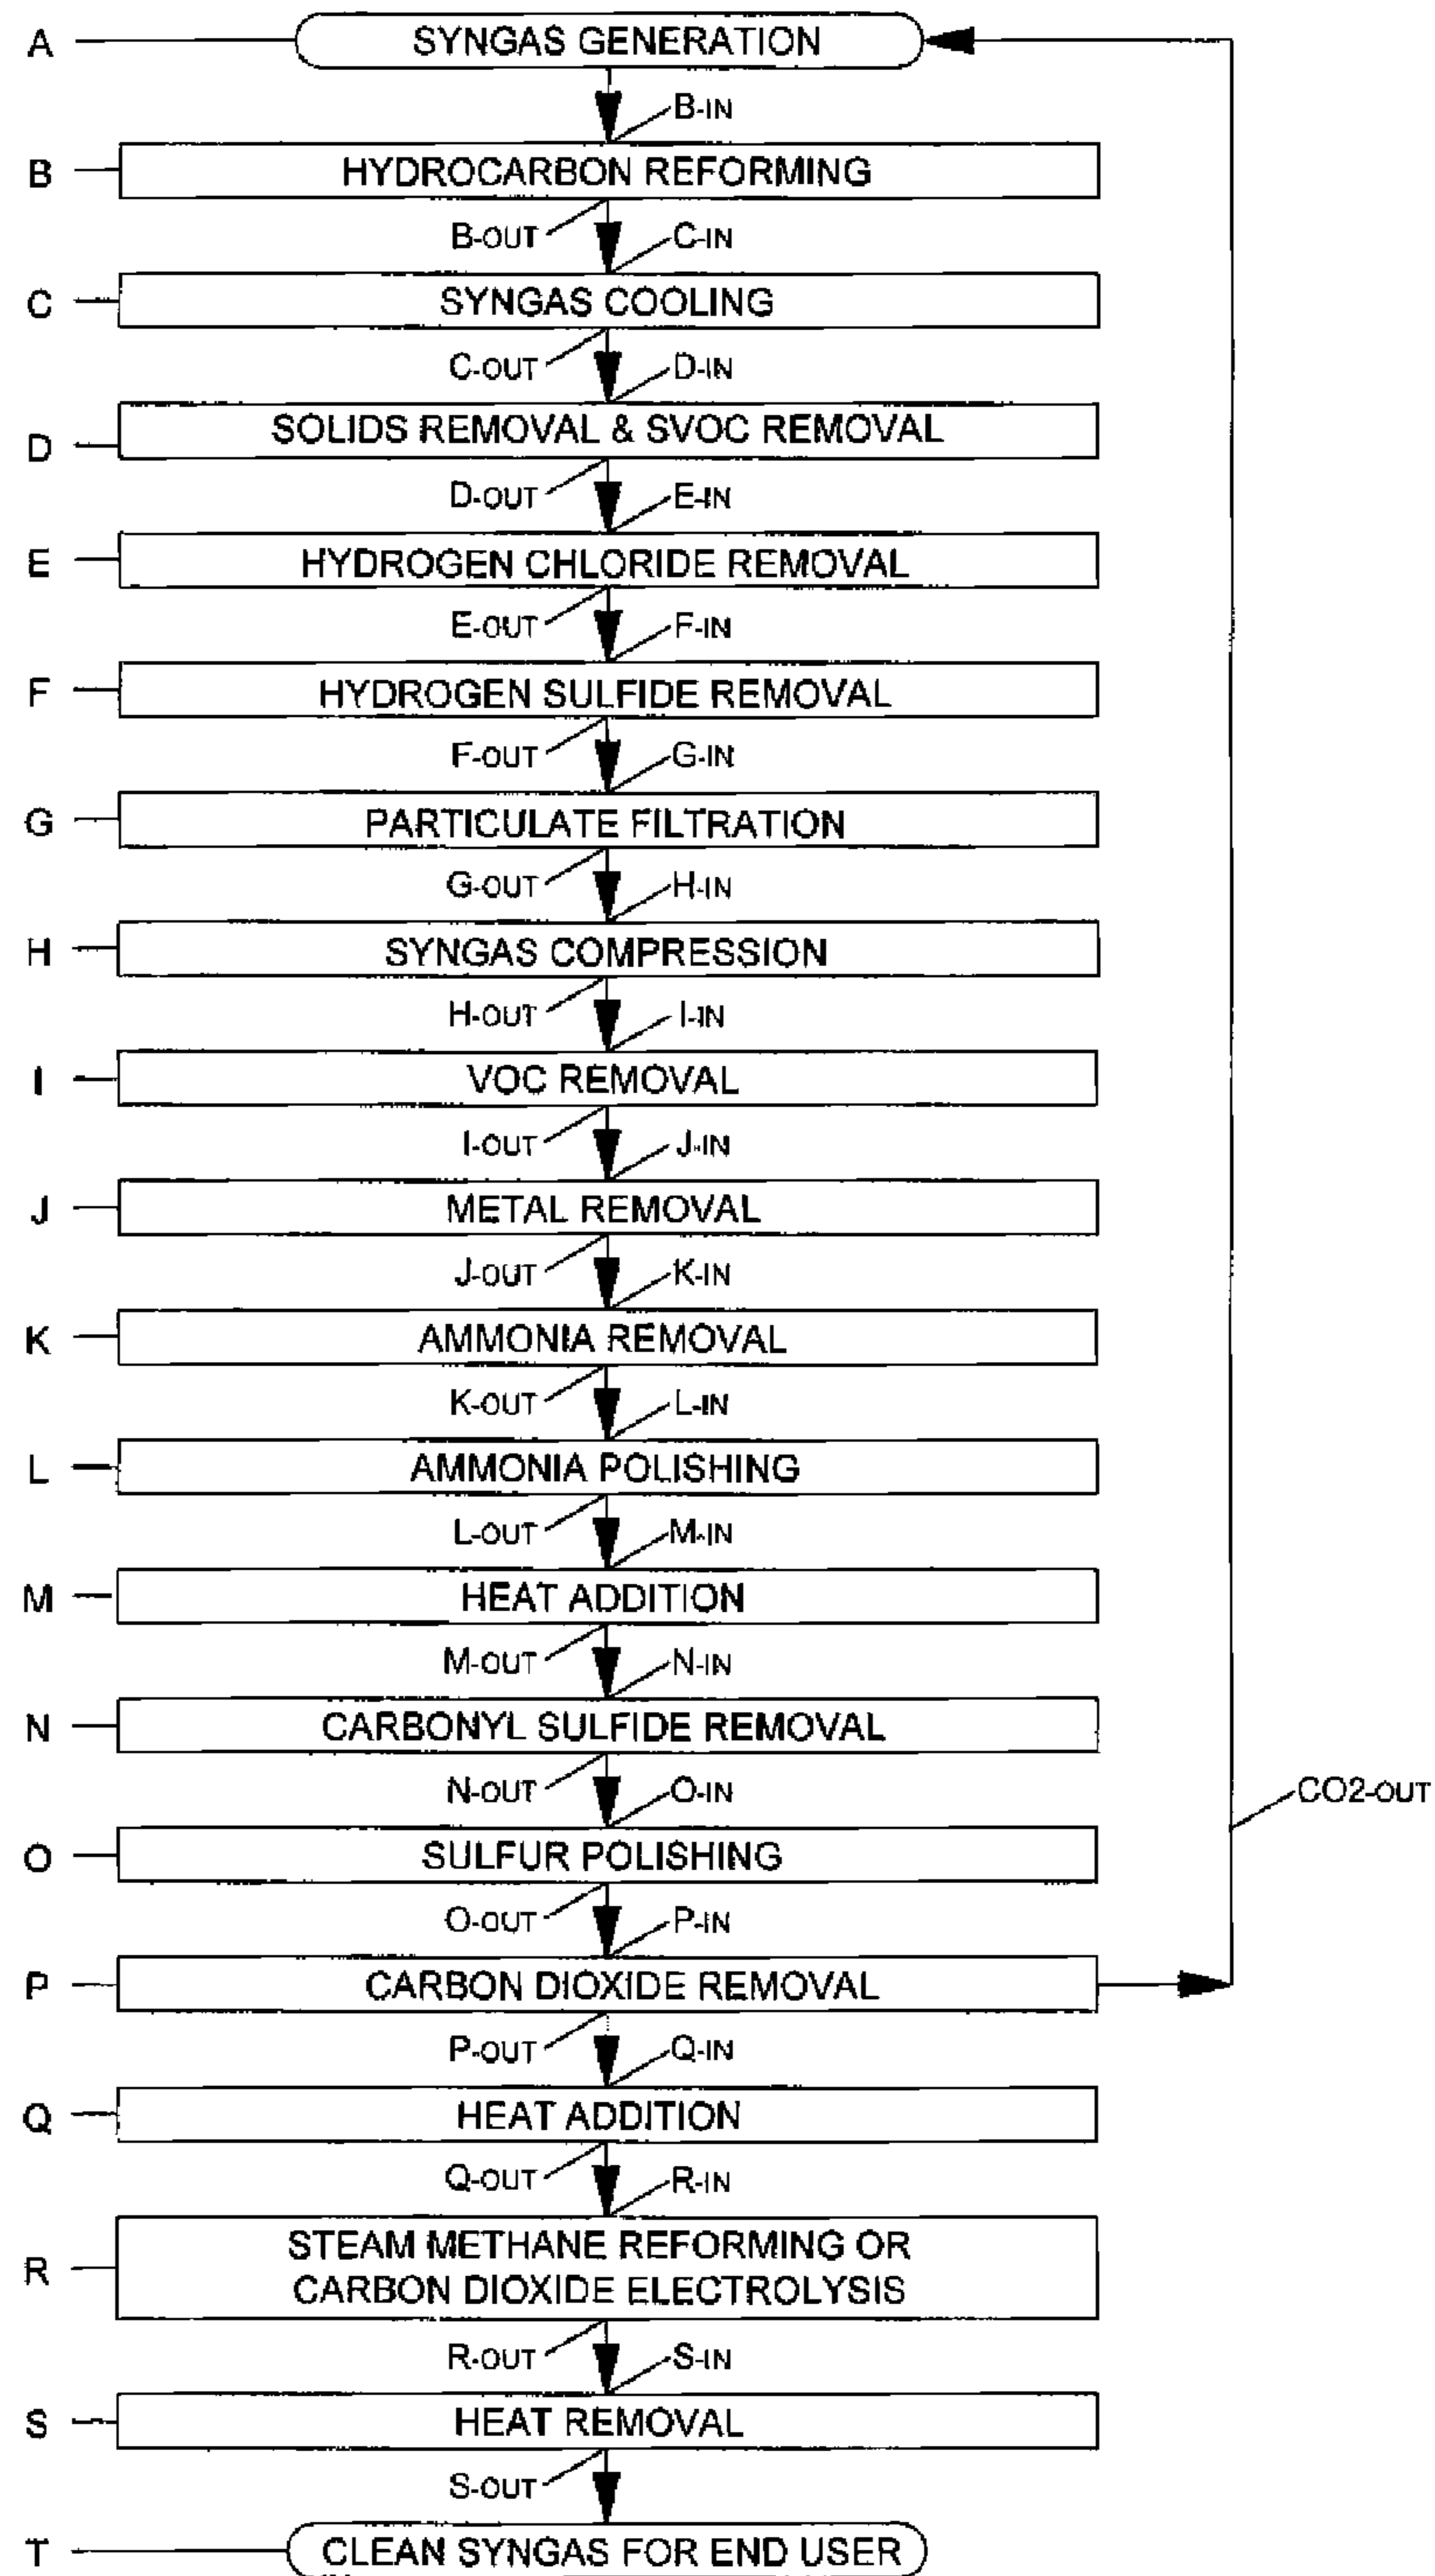 A SYNGAS GENERATION
B-IN
B HYDROCARBON REFORMING
B-OUT C-IN
C SYNGAS COOLING
C-OUT D-IN
D SOLIDS REMOVAL & SVOC REMOVAL
D-OUT E-IN
E HYDROGEN CHLORIDE REMOVAL
E-OUT F-IN
F HYDROGEN SULFIDE REMOVAL
F-OUT G-IN
G PARTICULATE FILTRATION
G-OUT H-IN
H SYNGAS COMPRESSION
H-OUT I-IN
I VOC REMOVAL
I-OUT J-IN
J METAL REMOVAL
J-OUT K-IN
K AMMONIA REMOVAL
K-OUT L-IN
L AMMONIA POLISHING
L-OUT M-IN
M HEAT ADDITION
M-OUT N-IN
N CARBONYL SULFIDE REMOVAL
N-OUT O-IN CO2-OUT
O SULFUR POLISHING
O-OUT P-IN
P CARBON DIOXIDE REMOVAL
P-OUT Q-IN
Q HEAT ADDITION
Q-OUT R-IN
R STEAM METHANE REFORMING OR
CARBON DIOXIDE ELECTROLYSIS
R-OUT S-IN
S HEAT REMOVAL
S-OUT
T CLEAN SYNGAS FOR END USER